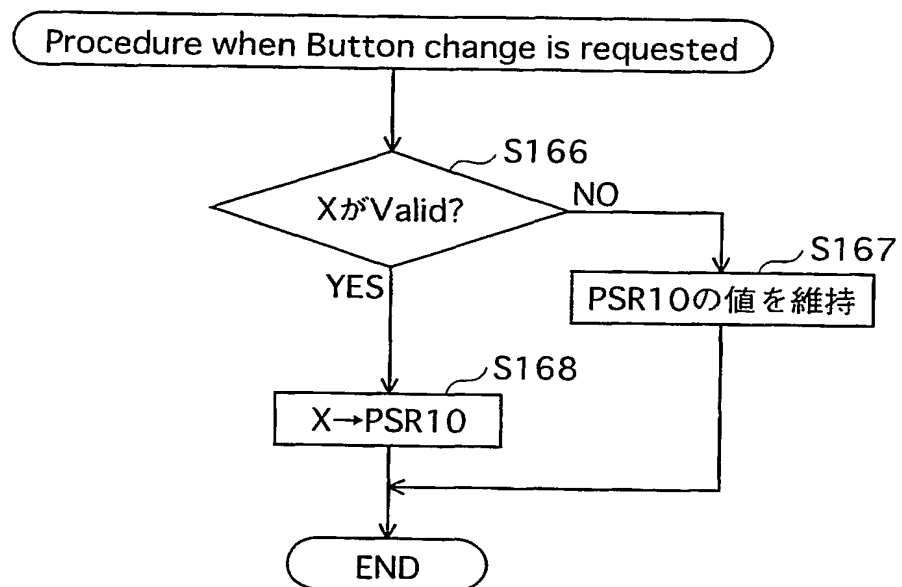 Procedure when Button change is requested
S166
XがValid?
NO
S167
YES
PSR10の値を維持
S168
X→PSR10
END